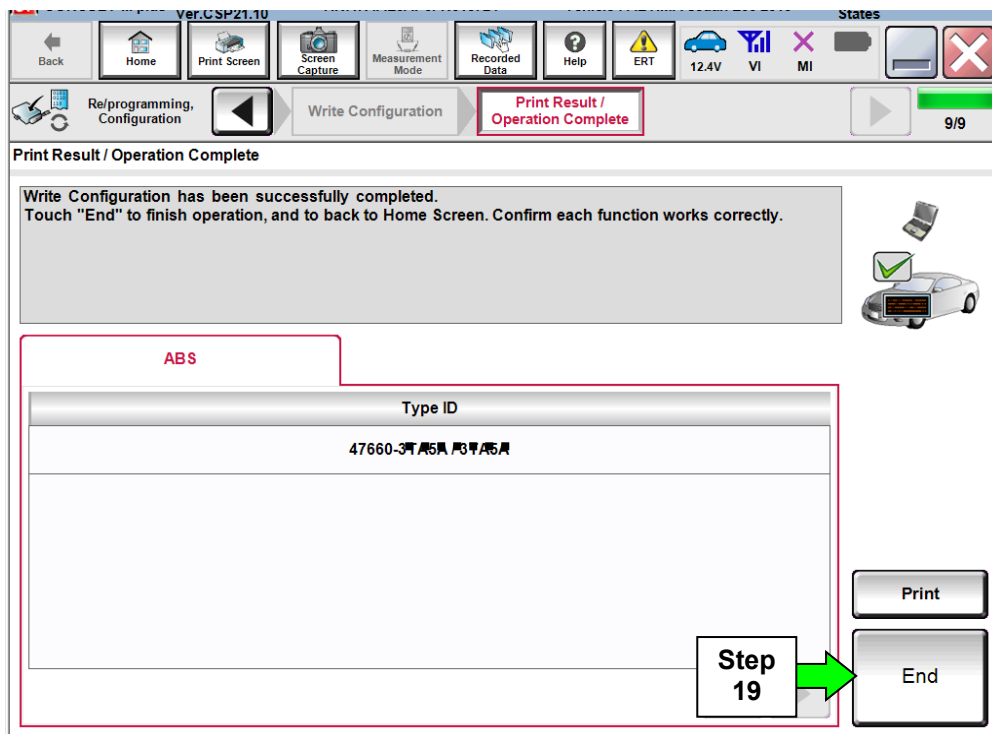 Ver.CSP21.10
States
Back
Home
Print Screen
Screen
Capture
Measurement
Mode
Recorded
Data
Help
ERT
12.4V
VI
MI
Re/programming,
Configuration
Write Configuration
Print Result /
Operation Complete
9/9
Print Result / Operation Complete
Write Configuration has been successfully completed.
Touch "End" to finish operation, and to back to Home Screen. Confirm each function works correctly.
ABS
Type ID
Print
Step
19
End